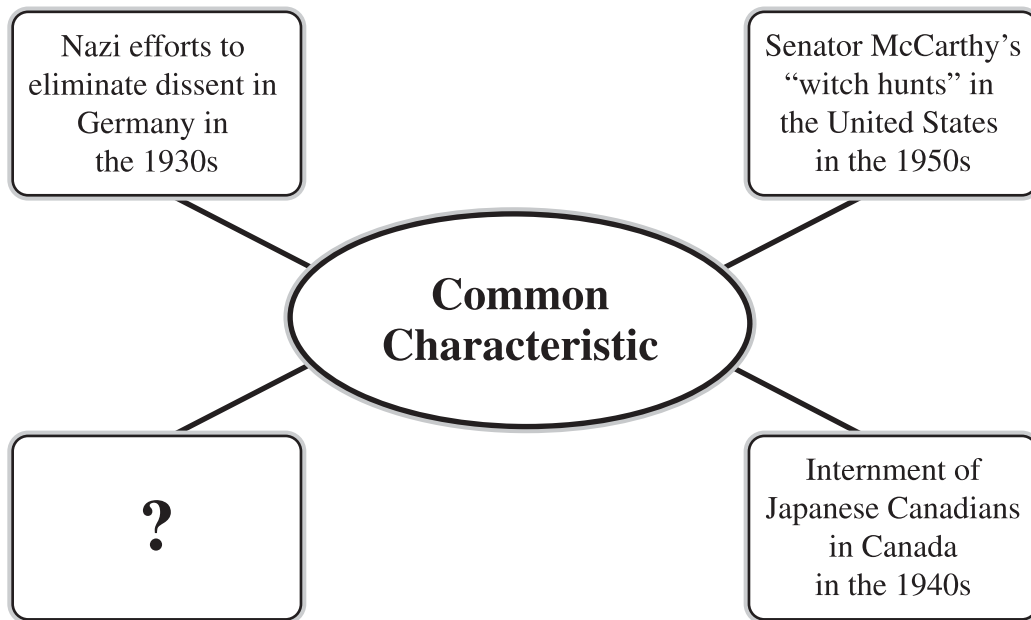 Nazi efforts to
eliminate dissent in
Germany in
the 1930s
Senator McCarthy’s
“witch hunts” in
the United States
in the 1950s
Common
Characteristic
?
Internment of
Japanese Canadians
in Canada
in the 1940s